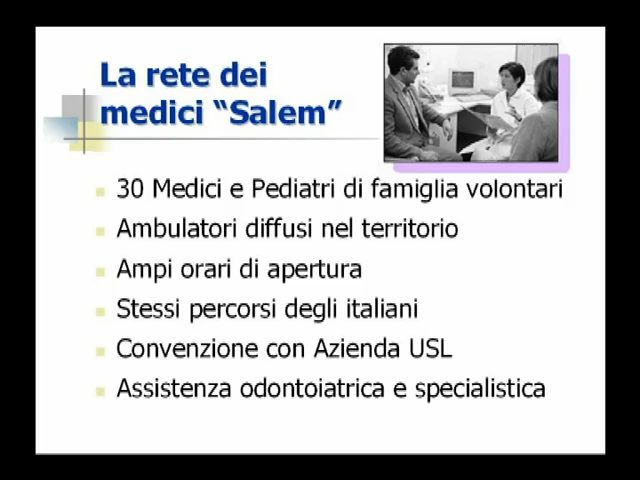 La rete dei
medici “Salem”
30 Medici e Pediatri di famiglia volontari
Ambulatori diffusi nel territorio
Ampi orari di apertura
Stessi percorsi degli italiani
Convenzione con Azienda USL
Assistenza odontoiatrica e specialistica